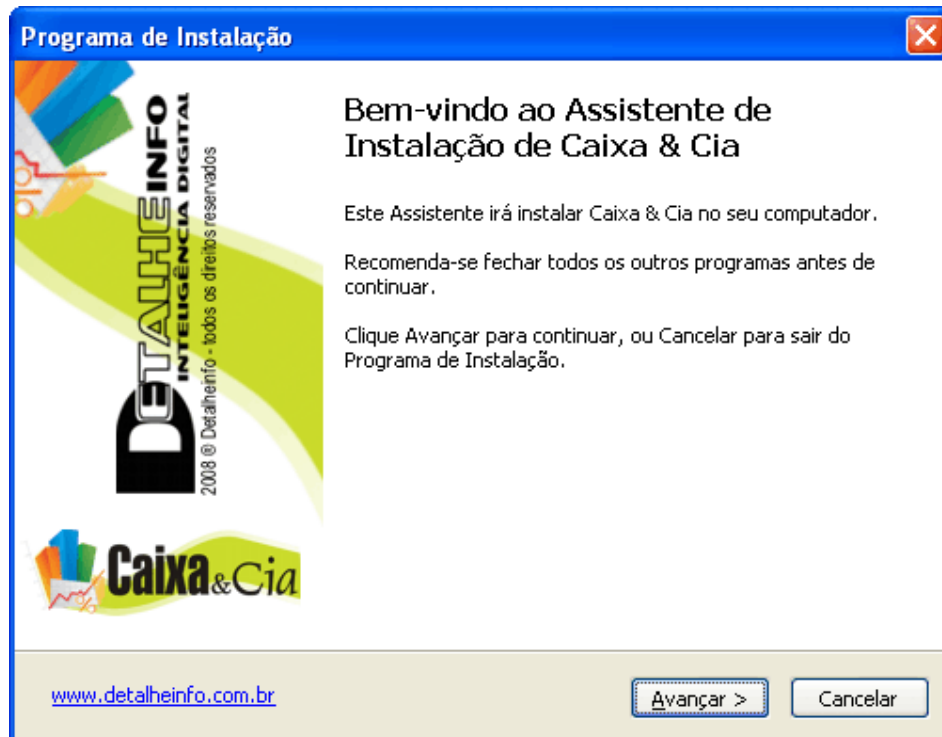 Programa de Instalação
DETALHEINFO
INTELIGÊNCIA DIGITAL
2008 ® Detalheinfo - todos os direitos reservados
Caixa&Cia
Bem-vindo ao Assistente de
Instalação de Caixa & Cia
Este Assistente irá instalar Caixa & Cia no seu computador.
Recomenda-se fechar todos os outros programas antes de
continuar.
Clique Avançar para continuar, ou Cancelar para sair do
Programa de Instalação.
www.detalheinfo.com.br
Avançar >
Cancelar